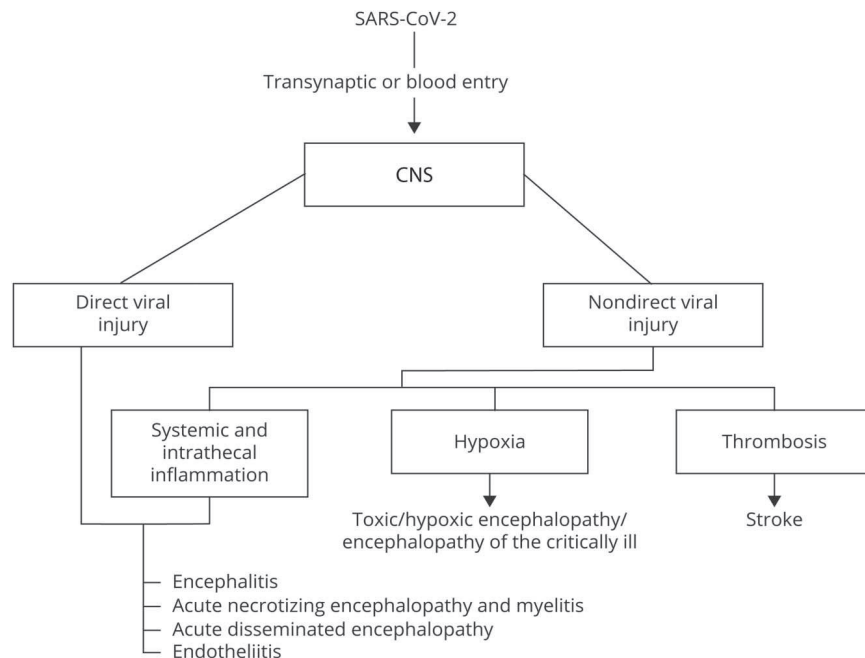 SARS-CoV-2
Transynaptic or blood entry
CNS
Direct viral
injury
Nondirect viral
injury
Systemic and
intrathecal
inflammation
Hypoxia
Thrombosis
Toxic/hypoxic encephalopathy/
encephalopathy of the critically ill
Stroke
Encephalitis
Acute necrotizing encephalopathy and myelitis
Acute disseminated encephalopathy
Endotheliitis